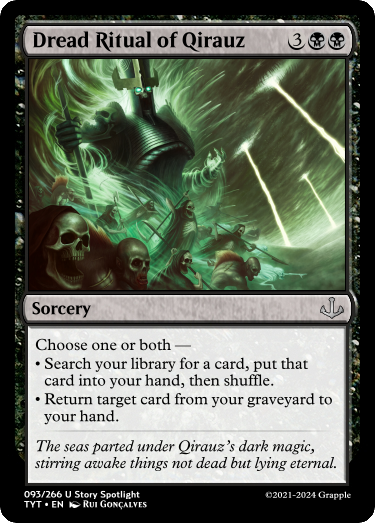 Dread Ritual of Qirauz 3
Sorcery
Choose one or both —
• Search your library for a card, put that
card into your hand, then shuffle.
• Return target card from your graveyard to
your hand.
The seas parted under Qirauz's dark magic,
stirring awake things not dead but lying eternal.
093/266 U Story Spotlight
TYT • EN Rui Gonçalves
©2021-2024 Grapple